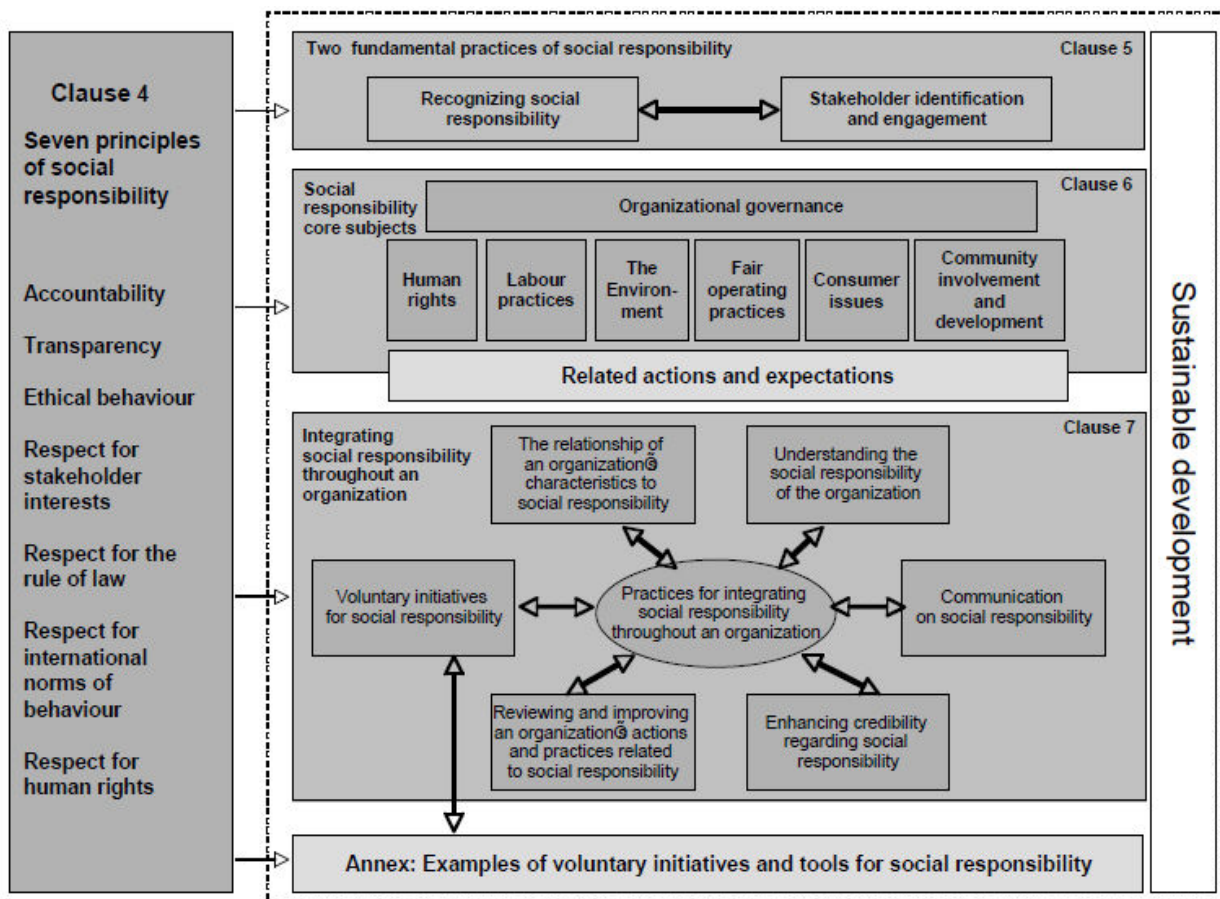 Clause 4
Seven principles
of social
responsibility
Accountability
Transparency
Ethical behaviour
Respect for
stakeholder
interests
Respect for the
rule of law
Respect for
international
norms of
behaviour
Respect for
human rights
Two fundamental practices of social responsibility
Clause 5
Recognizing social
responsibility
Stakeholder identification
and engagement
Social
responsibility
core subjects
Clause 6
Organizational governance
Human
rights
Labour
practices
The
Environ-
ment
Fair
operating
practices
Consumer
issues
Community
involvement
and
development
Related actions and expectations
Integrating
social responsibility
throughout an
organization
Clause 7
The relationship of
an organizationÕs
characteristics to
social responsibility
Understanding the
social responsibility
of the organization
Voluntary initiatives
for social responsibility
Practices for integrating
social responsibility
throughout an organization
Communication
on social responsibility
Reviewing and improving
an organizationÕs actions
and practices related
to social responsibility
Enhancing credibility
regarding social
responsibility
Annex: Examples of voluntary initiatives and tools for social responsibility
Sustainable development